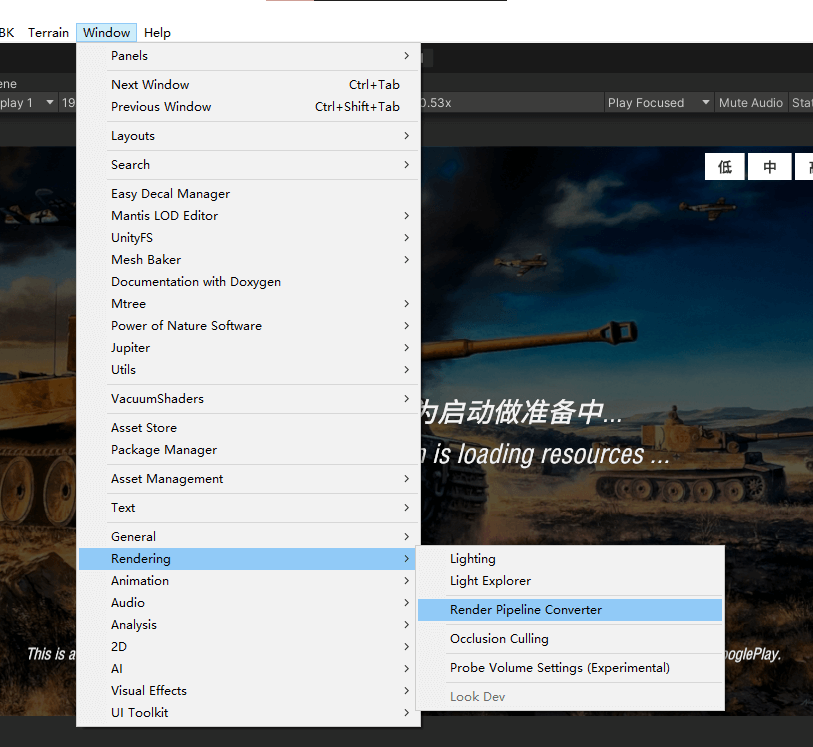 BK Terrain Window Help
Panels
Next Window Ctrl+Tab
Previous Window Ctrl+Shift+Tab
Layouts
Search
Easy Decal Manager
Mantis LOD Editor
UnityFS
Mesh Baker
Documentation with Doxygen
Mtree
Power of Nature Software
Jupiter
Utils
VacuumShaders
Asset Store
Package Manager
Asset Management
Text
General
Rendering
Animation
Audio
Analysis
2D
AI
Visual Effects
UI Toolkit
Lighting
Light Explorer
Render Pipeline Converter
Occlusion Culling
Probe Volume Settings (Experimental)
Look Dev
ene
play 1 19
0.53x Play Focused Mute Audio Stat
低 中
为启动做准备中...
is loading resources ...
This is a
ooglePlay.